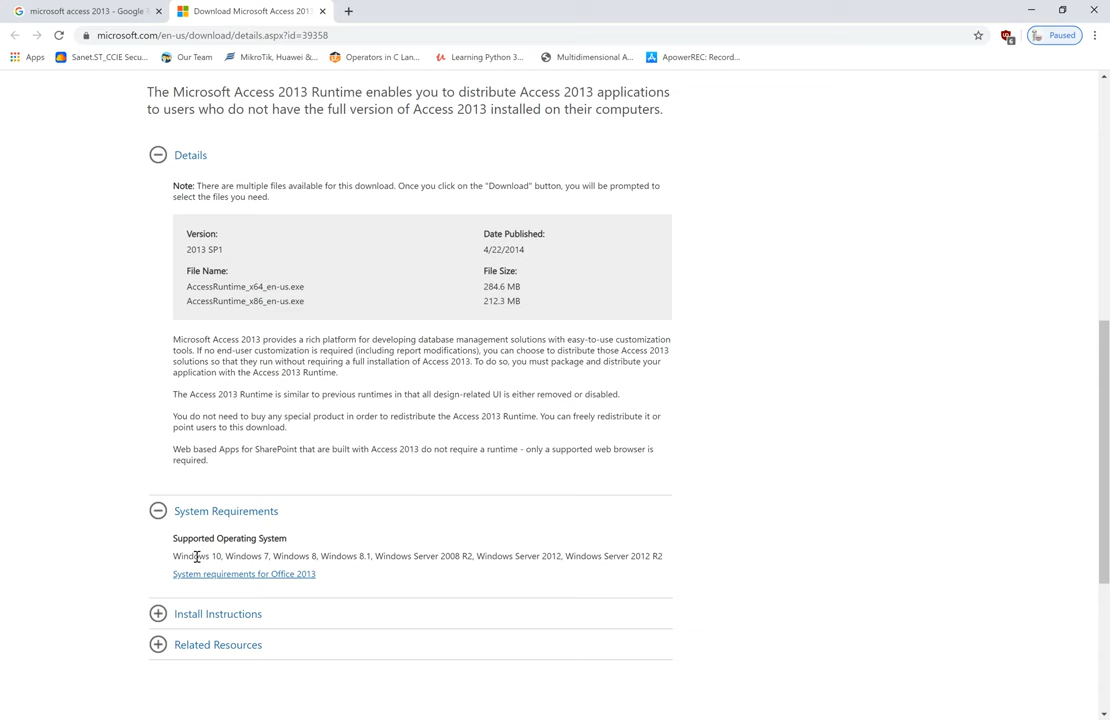 microsoft access 2013 - Google
Download Microsoft Access 2013
microsoft.com/en-us/download/details.aspx?id=39358
Paused
Apps
Sanet.ST_CCIE Secu...
Our Team
MikroTik, Huawei &...
Operators in C Lan...
Learning Python 3...
Multidimensional A...
ApowerREC: Record...
The Microsoft Access 2013 Runtime enables you to distribute Access 2013 applications
to users who do not have the full version of Access 2013 installed on their computers.
Details
Note: There are multiple files available for this download. Once you click on the "Download" button, you will be prompted to
select the files you need.
Version:
2013 SP1
Date Published:
4/22/2014
File Name:
AccessRuntime_x64_en-us.exe
AccessRuntime_x86_en-us.exe
File Size:
284.6 MB
212.3 MB
Microsoft Access 2013 provides a rich platform for developing database management solutions with easy-to-use customization
tools. If no end-user customization is required (including report modifications), you can choose to distribute those Access 2013
solutions so that they run without requiring a full installation of Access 2013. To do so, you must package and distribute your
application with the Access 2013 Runtime.
The Access 2013 Runtime is similar to previous runtimes in that all design-related UI is either removed or disabled.
You do not need to buy any special product in order to redistribute the Access 2013 Runtime. You can freely redistribute it or
point users to this download.
Web based Apps for SharePoint that are built with Access 2013 do not require a runtime - only a supported web browser is
required.
System Requirements
Supported Operating System
Windows 10, Windows 7, Windows 8, Windows 8.1, Windows Server 2008 R2, Windows Server 2012, Windows Server 2012 R2
System requirements for Office 2013
Install Instructions
Related Resources